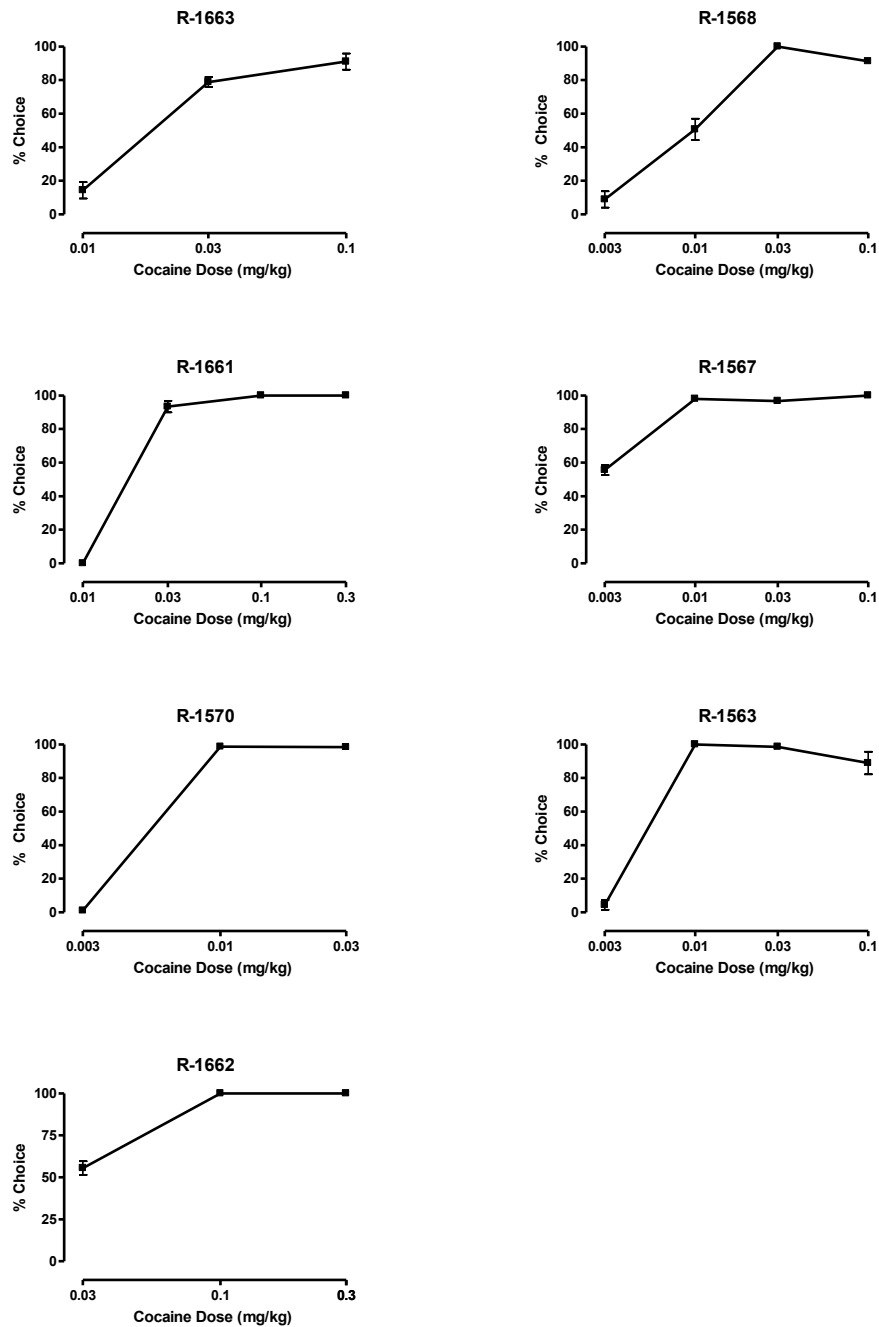 R-1663
100
80
60
40
20
0
% Choice
0.01 0.03 0.1
Cocaine Dose (mg/kg)
R-1568
100
80
60
40
20
0
% Choice
0.003 0.01 0.03 0.1
Cocaine Dose (mg/kg)
R-1661
100
80
60
40
20
0
% Choice
0.01 0.03 0.1 0.3
Cocaine Dose (mg/kg)
R-1567
100
80
60
40
20
0
% Choice
0.003 0.01 0.03 0.1
Cocaine Dose (mg/kg)
R-1570
100
80
60
40
20
0
% Choice
0.003 0.01 0.03
Cocaine Dose (mg/kg)
R-1563
100
80
60
40
20
0
% Choice
0.003 0.01 0.03 0.1
Cocaine Dose (mg/kg)
R-1662
100
75
50
25
0
% Choice
0.03 0.1 0.3
Cocaine Dose (mg/kg)